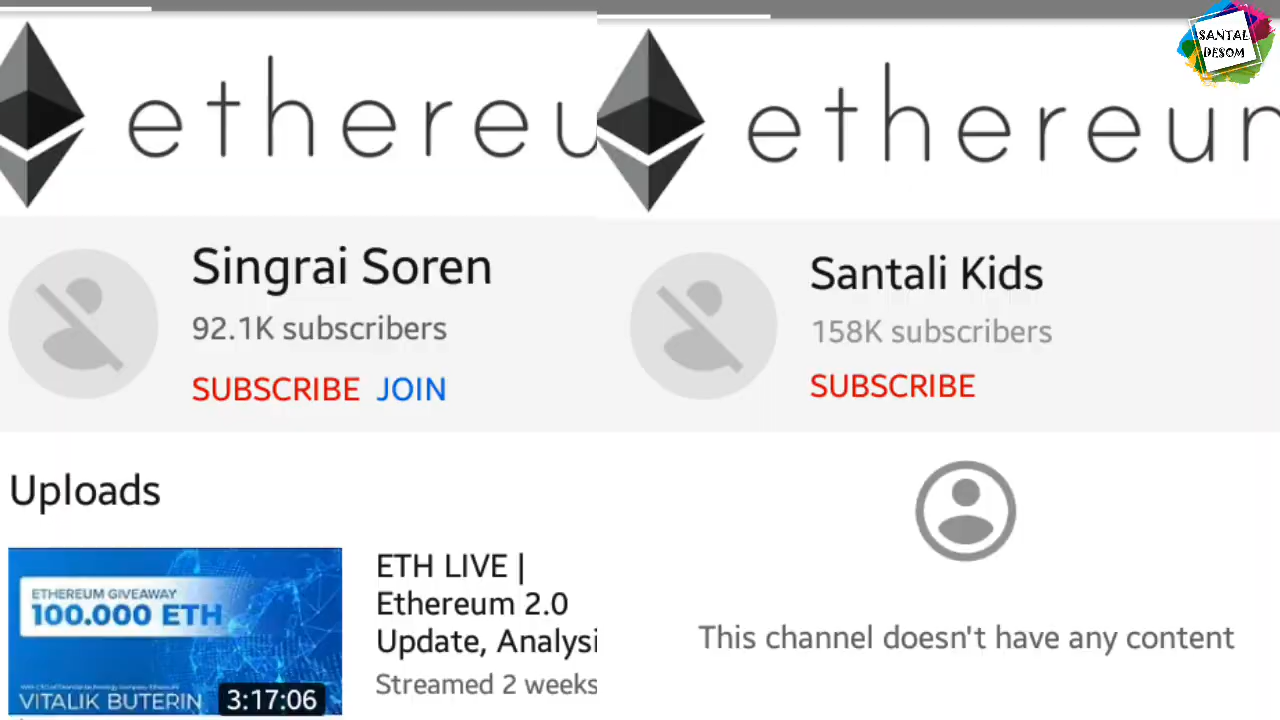 ethereu
Singrai Soren
92.1K subscribers
SUBSCRIBE JOIN
Uploads
ETHEREUM GIVEAWAY
100.000 ETH
VITALIK BUTERIN
3:17:06
ETH LIVE |
Ethereum 2.0
Update, Analysi
Streamed 2 weeks
ethereum
Santali Kids
158K subscribers
SUBSCRIBE
This channel doesn't have any content
SANTAL
DESOM